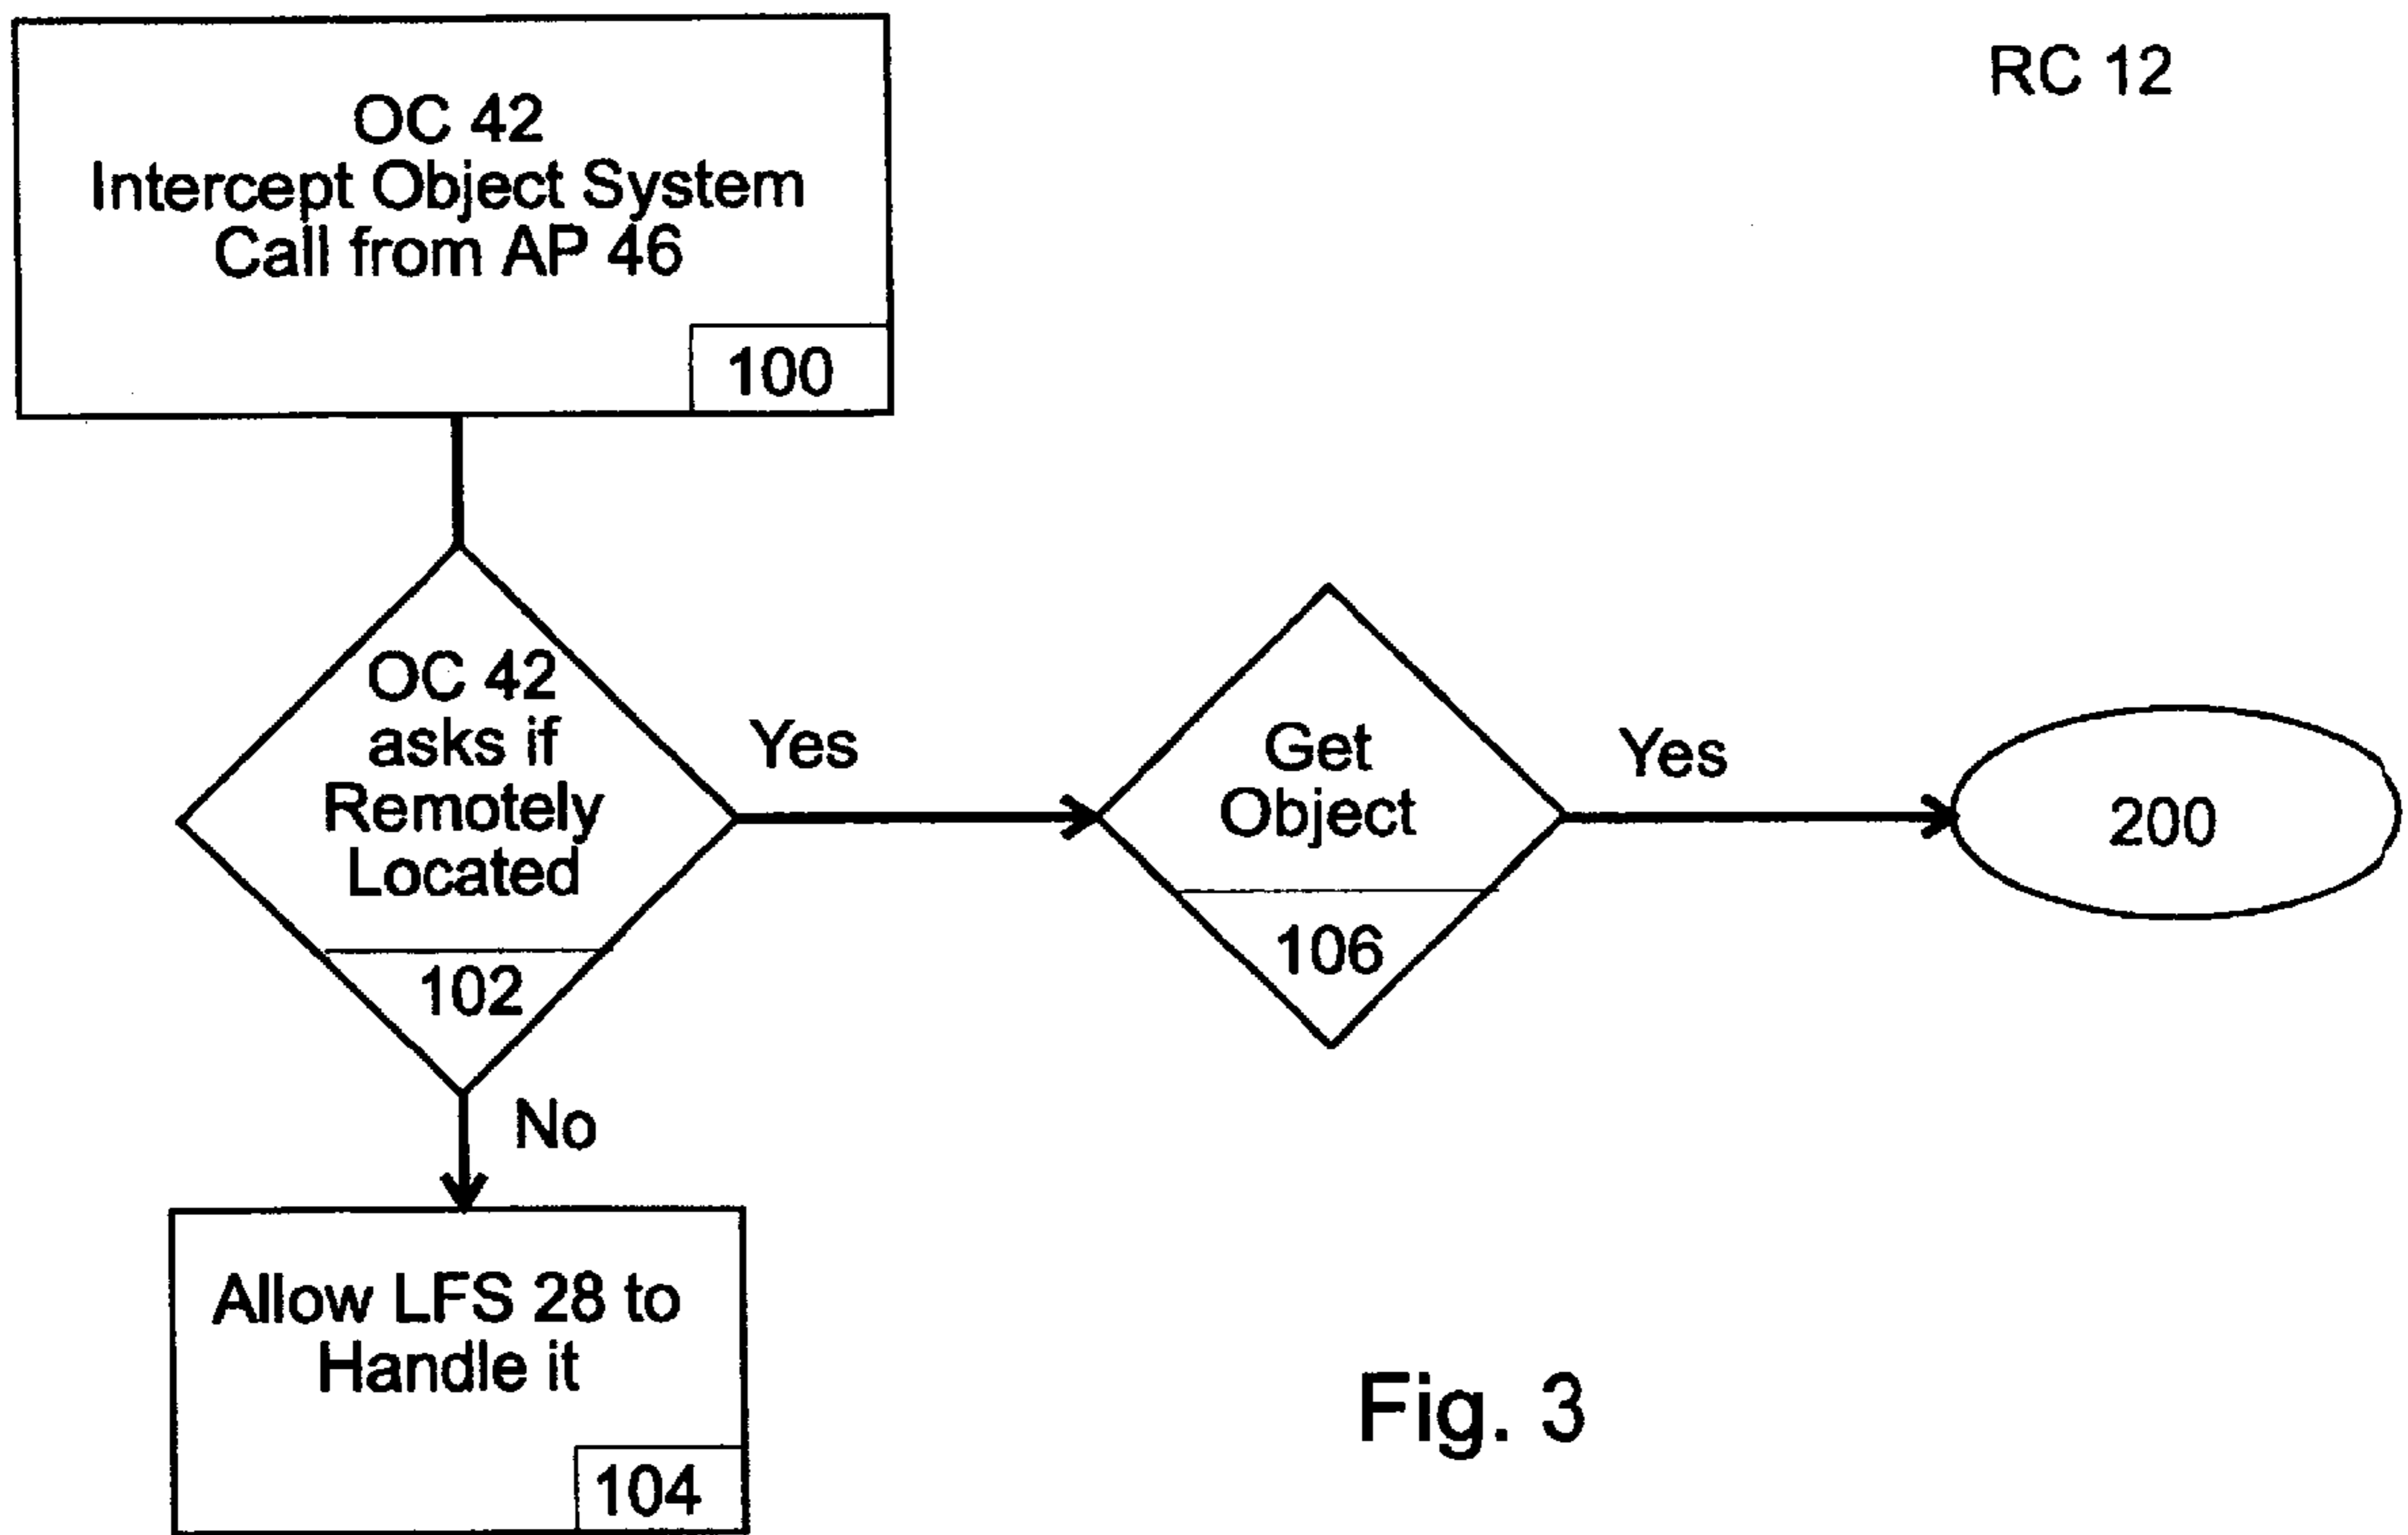 RC 12
OC 42
Intercept Object System
Call from AP 46
100
OC 42
asks if
Remotely
Located
102
Yes
Get
Object
106
Yes
200
No
Allow LFS 28 to
Handle it
104
Fig. 3